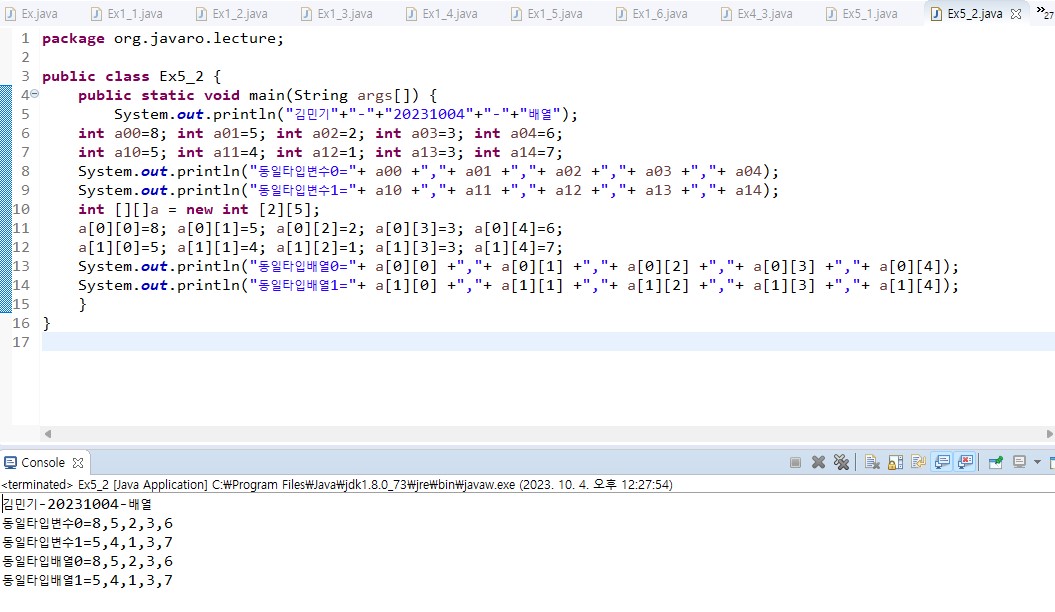 Ex.java Ex1_1.java Ex1_2.java Ex1_3.java Ex1_4.java Ex1_5.java Ex1_6.java Ex4_3.java Ex5_1.java Ex5_2.java »27
1 package org.javaro.lecture;
2
3 public class Ex5_2 {
4 public static void main(String args[]) {
5 System.out.println("김민기"+"-"+"20231004"+"-"+"배열");
6 int a00=8; int a01=5; int a02=2; int a03=3; int a04=6;
7 int a10=5; int a11=4; int a12=1; int a13=3; int a14=7;
8 System.out.println("동일타입변수0="+ a00 +","+ a01 +","+ a02 +","+ a03 +","+ a04);
9 System.out.println("동일타입변수1="+ a10 +","+ a11 +","+ a12 +","+ a13 +","+ a14);
10 int [][]a = new int [2][5];
11 a[0][0]=8; a[0][1]=5; a[0][2]=2; a[0][3]=3; a[0][4]=6;
12 a[1][0]=5; a[1][1]=4; a[1][2]=1; a[1][3]=3; a[1][4]=7;
13 System.out.println("동일타입배열0="+ a[0][0] +","+ a[0][1] +","+ a[0][2] +","+ a[0][3] +","+ a[0][4]);
14 System.out.println("동일타입배열1="+ a[1][0] +","+ a[1][1] +","+ a[1][2] +","+ a[1][3] +","+ a[1][4]);
15 }
16 }
17
Console
<terminated> Ex5_2 [Java Application] C:₩Program Files₩Java₩jdk1.8.0_73₩jre₩bin₩javaw.exe (2023. 10. 4. 오후 12:27:54)
김민기-20231004-배열
동일타입변수0=8,5,2,3,6
동일타입변수1=5,4,1,3,7
동일타입배열0=8,5,2,3,6
동일타입배열1=5,4,1,3,7